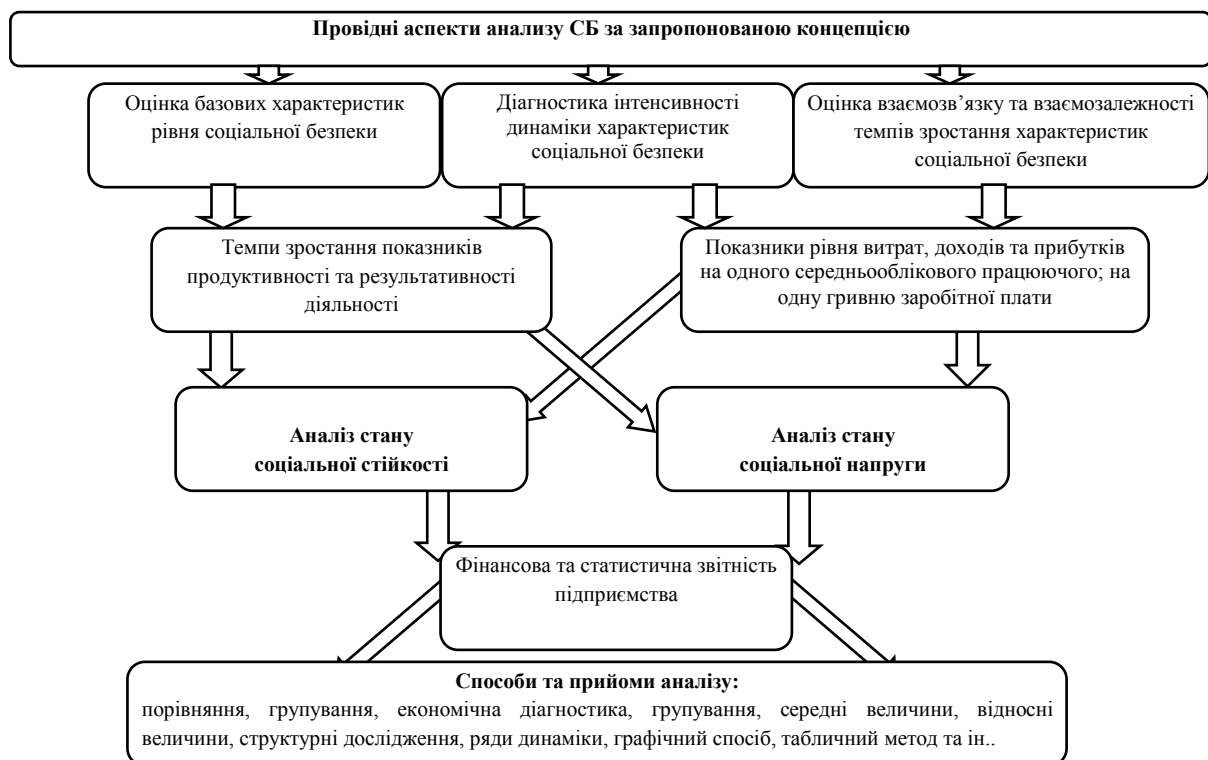 Провідні аспекти анализу СБ за запропонованою концепцією
Оцінка базових характеристик
рівня соціальної безпеки
Діагностика інтенсивності
динаміки характеристик
соціальної безпеки
Оцінка взаємозв’язку та взаємозалежності
темпів зростання характеристик
соціальної безпеки
Темпи зростання показників
продуктивності та результативності
діяльності
Показники рівня витрат, доходів та прибутків
на одного середньооблікового працюючого; на
одну гривню заробітної плати
Аналіз стану
соціальної стійкості
Аналіз стану
соціальної напруги
Фінансова та статистична звітність
підприємства
Способи та прийоми аналізу:
порівняння, групування, економічна діагностика, групування, середні величини, відносні
величини, структурні дослідження, ряди динаміки, графічний спосіб, табличний метод та ін..